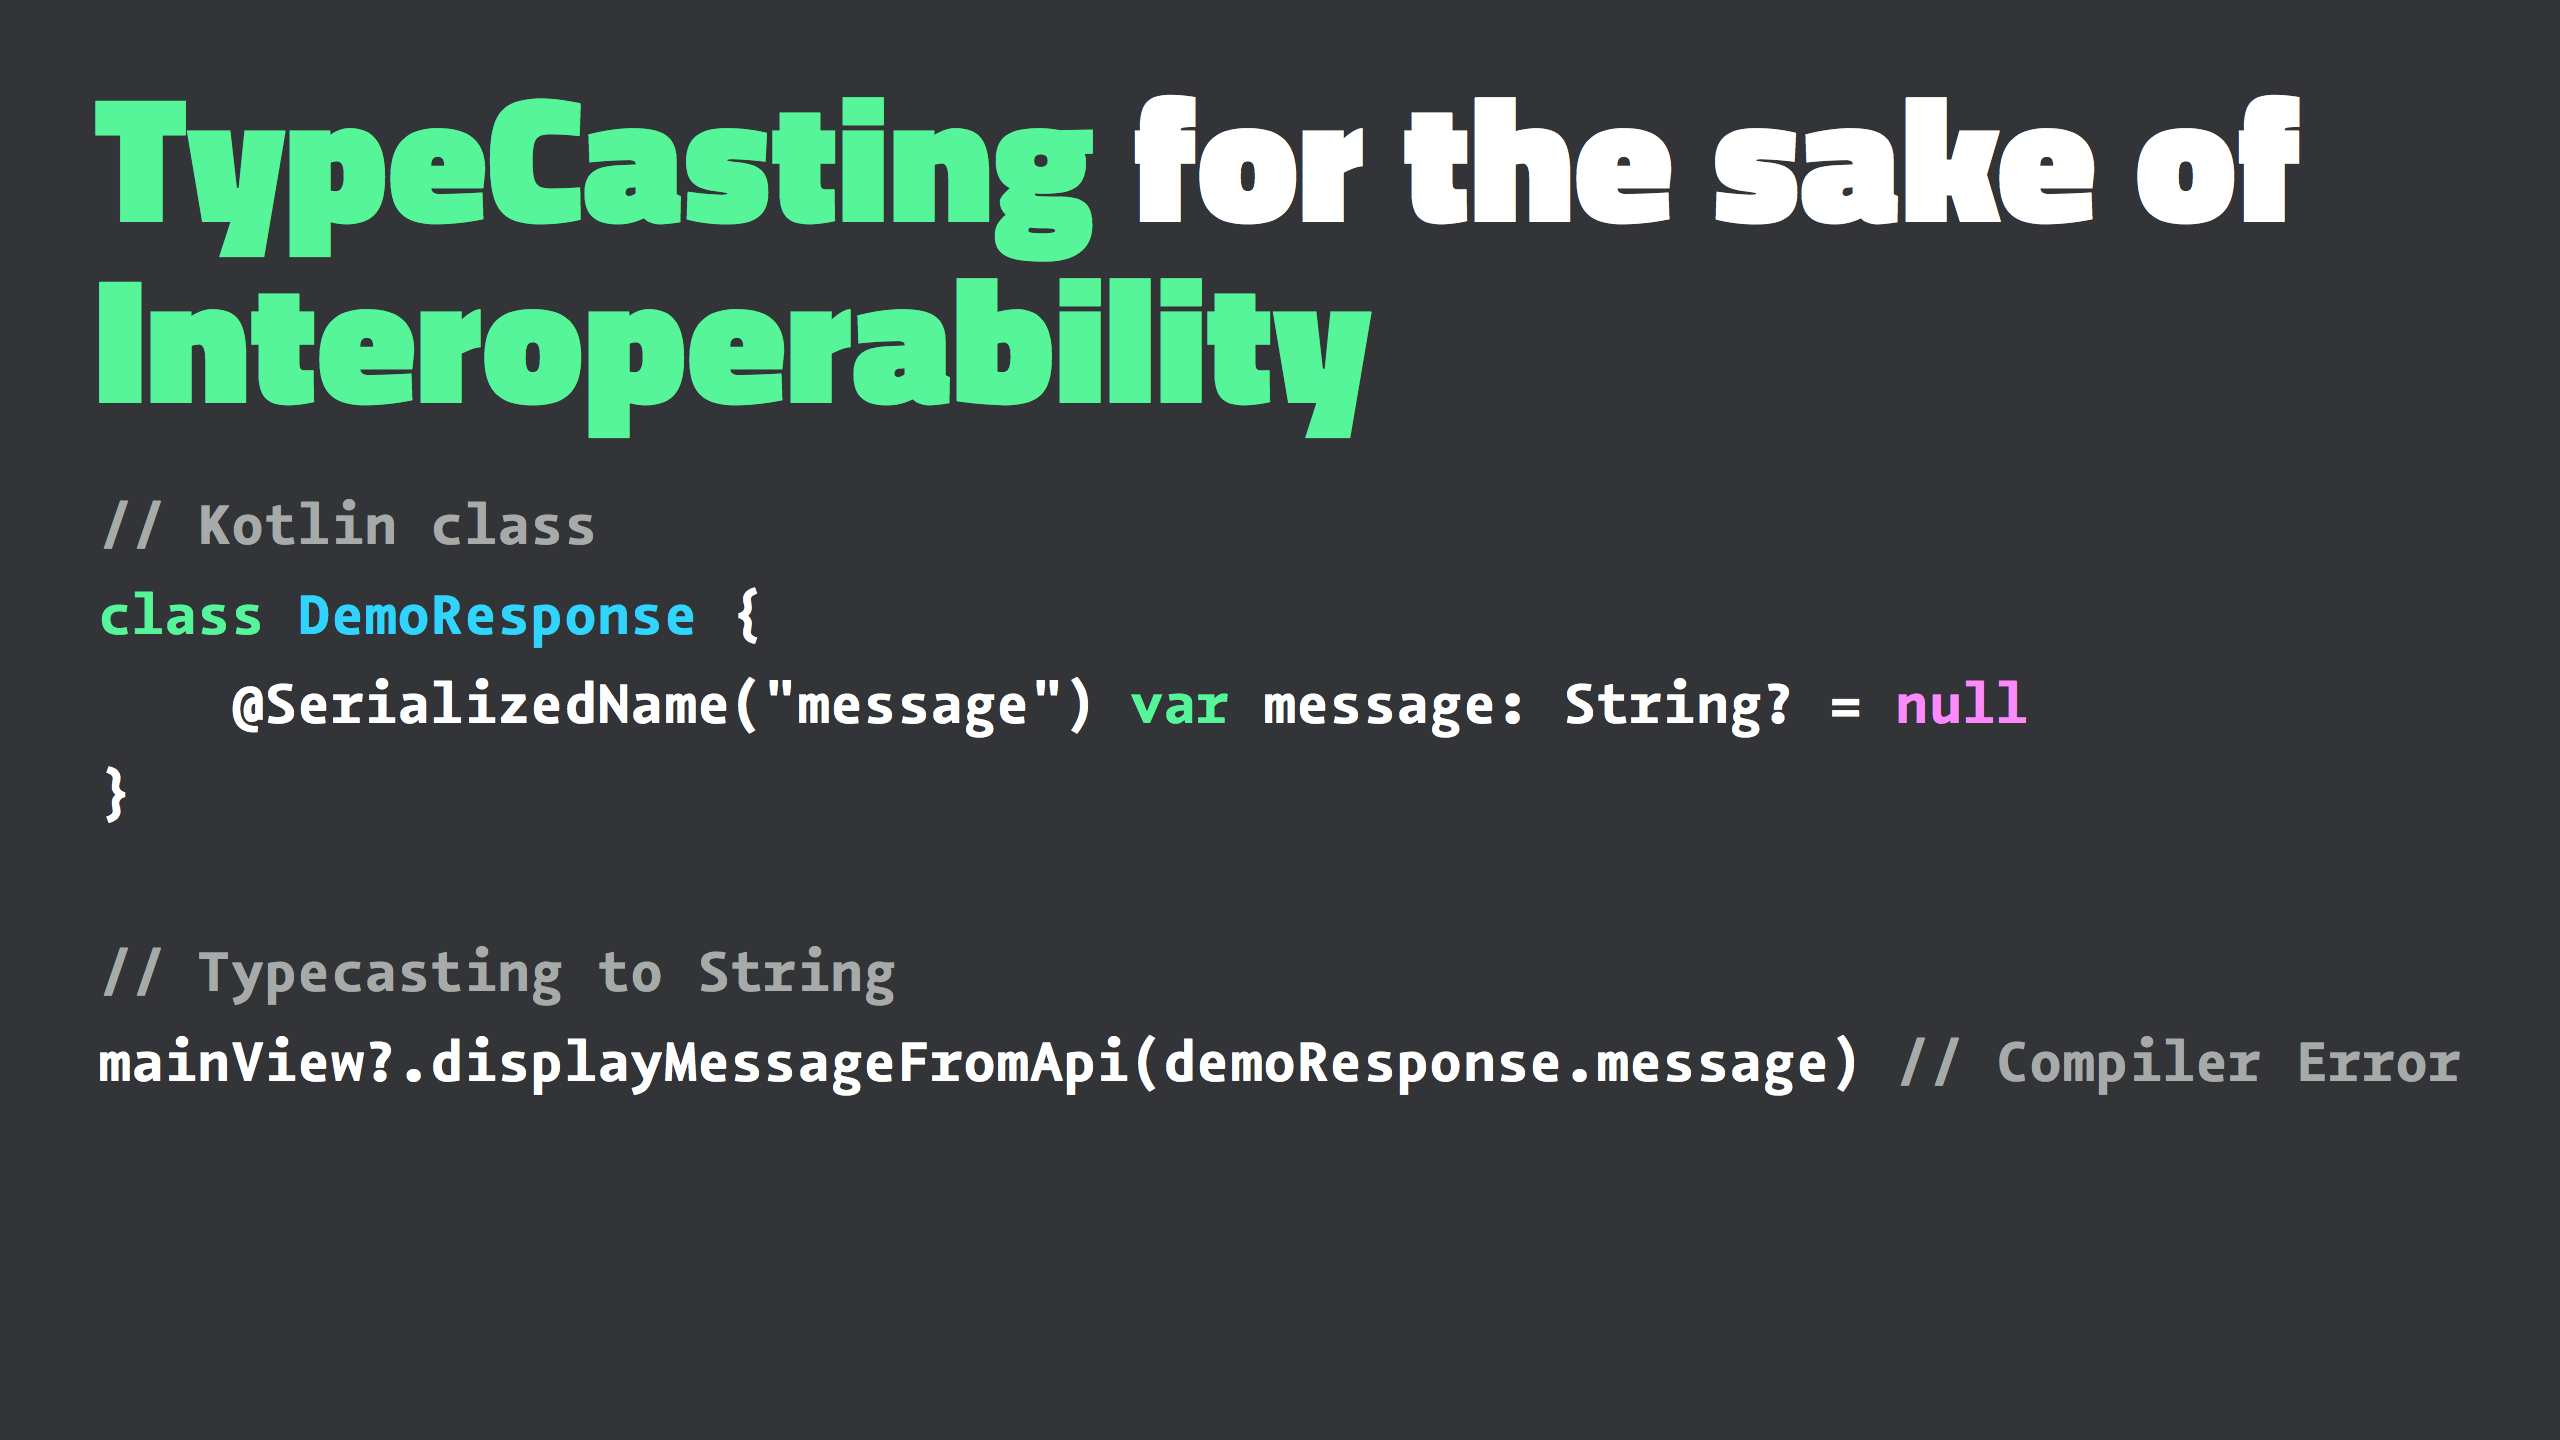 TypeCasting for the sake of
Interoperability
// Kotlin class
class DemoResponse {
    @SerializedName("message") var message: String? = null
}
// Typecasting to String
mainView?.displayMessageFromApi(demoResponse.message) // Compiler Error